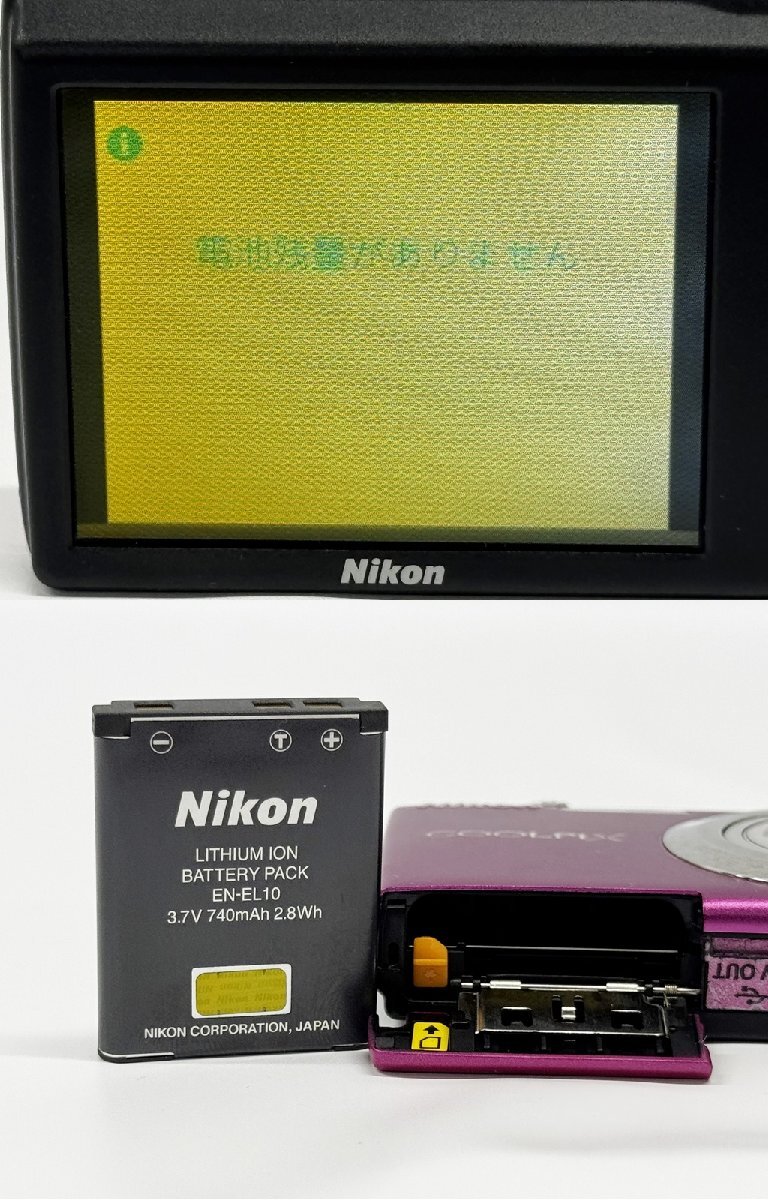 i
電池残量がありません
Nikon
− T +
Nikon
LITHIUM ION
BATTERY PACK
EN-EL10
3.7V 740mAh 2.8Wh
NIKON CORPORATION, JAPAN
COOLPIX